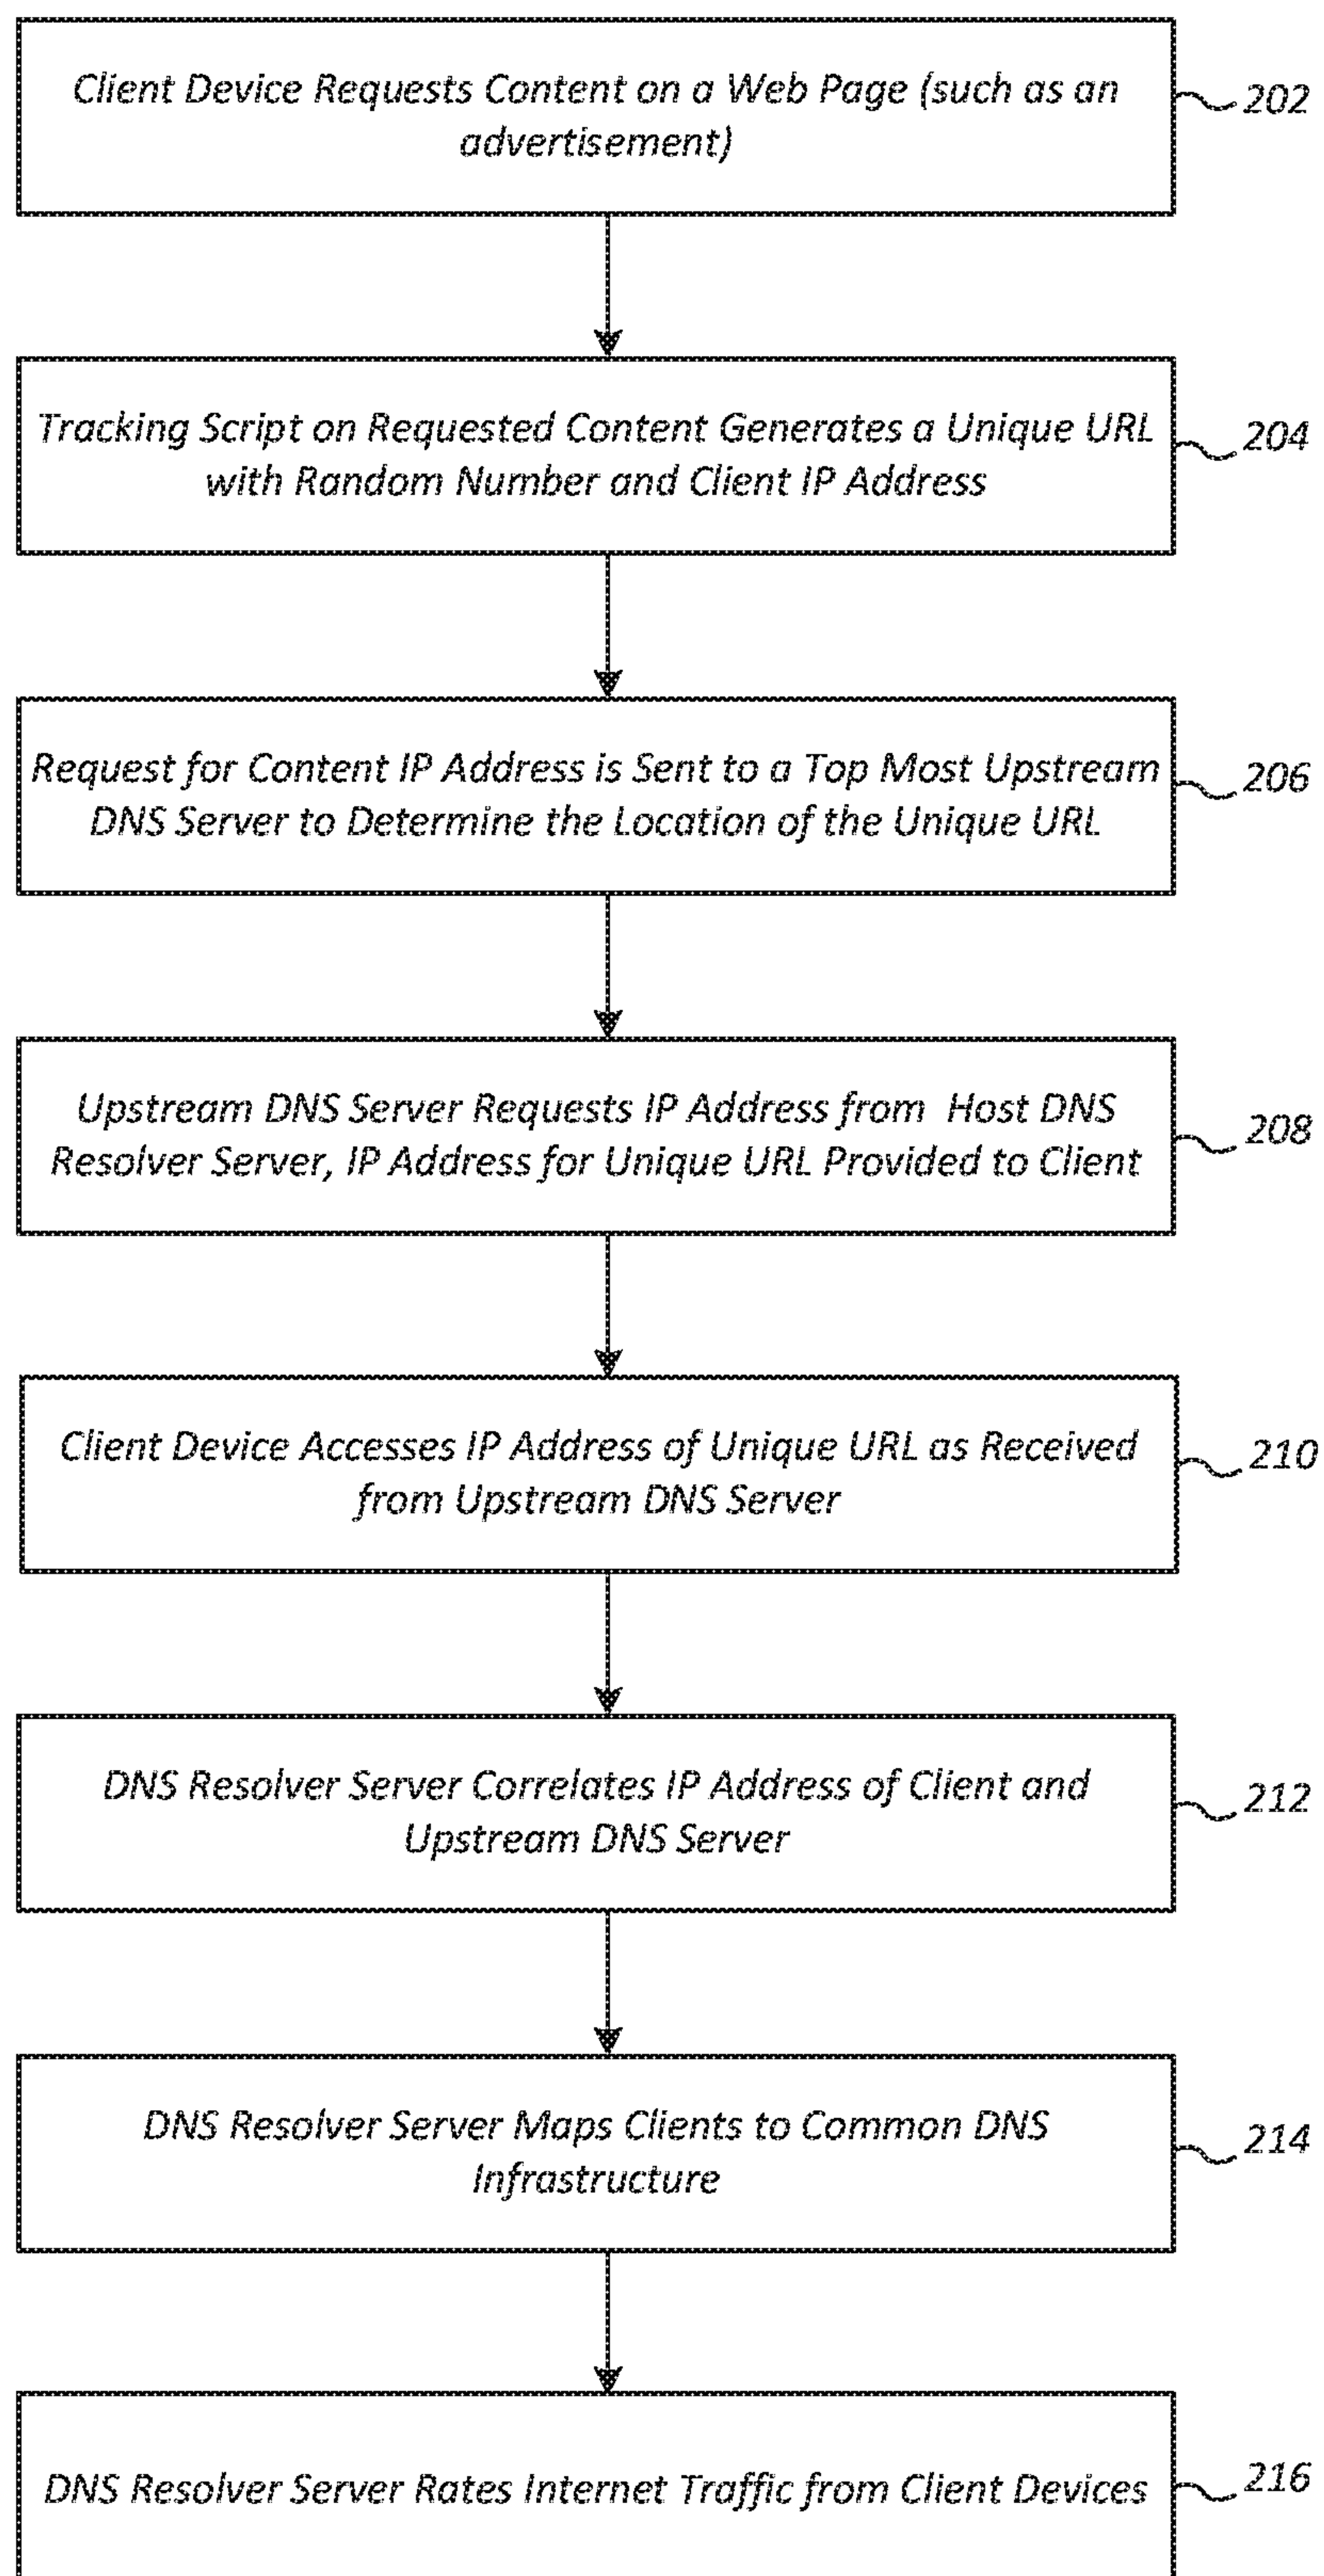 Client Device Requests Content on a Web Page (such as an
advertisement)
202
Tracking Script on Requested Content Generates a Unique URL
with Random Number and Client IP Address
204
Request for Content IP Address is Sent to a Top Most Upstream
DNS Server to Determine the Location of the Unique URL
206
Upstream DNS Server Requests IP Address from Host DNS
Resolver Server, IP Address for Unique URL Provided to Client
208
Client Device Accesses IP Address of Unique URL as Received
from Upstream DNS Server
210
DNS Resolver Server Correlates IP Address of Client and
Upstream DNS Server
212
DNS Resolver Server Maps Clients to Common DNS
Infrastructure
214
DNS Resolver Server Rates Internet Traffic from Client Devices
216